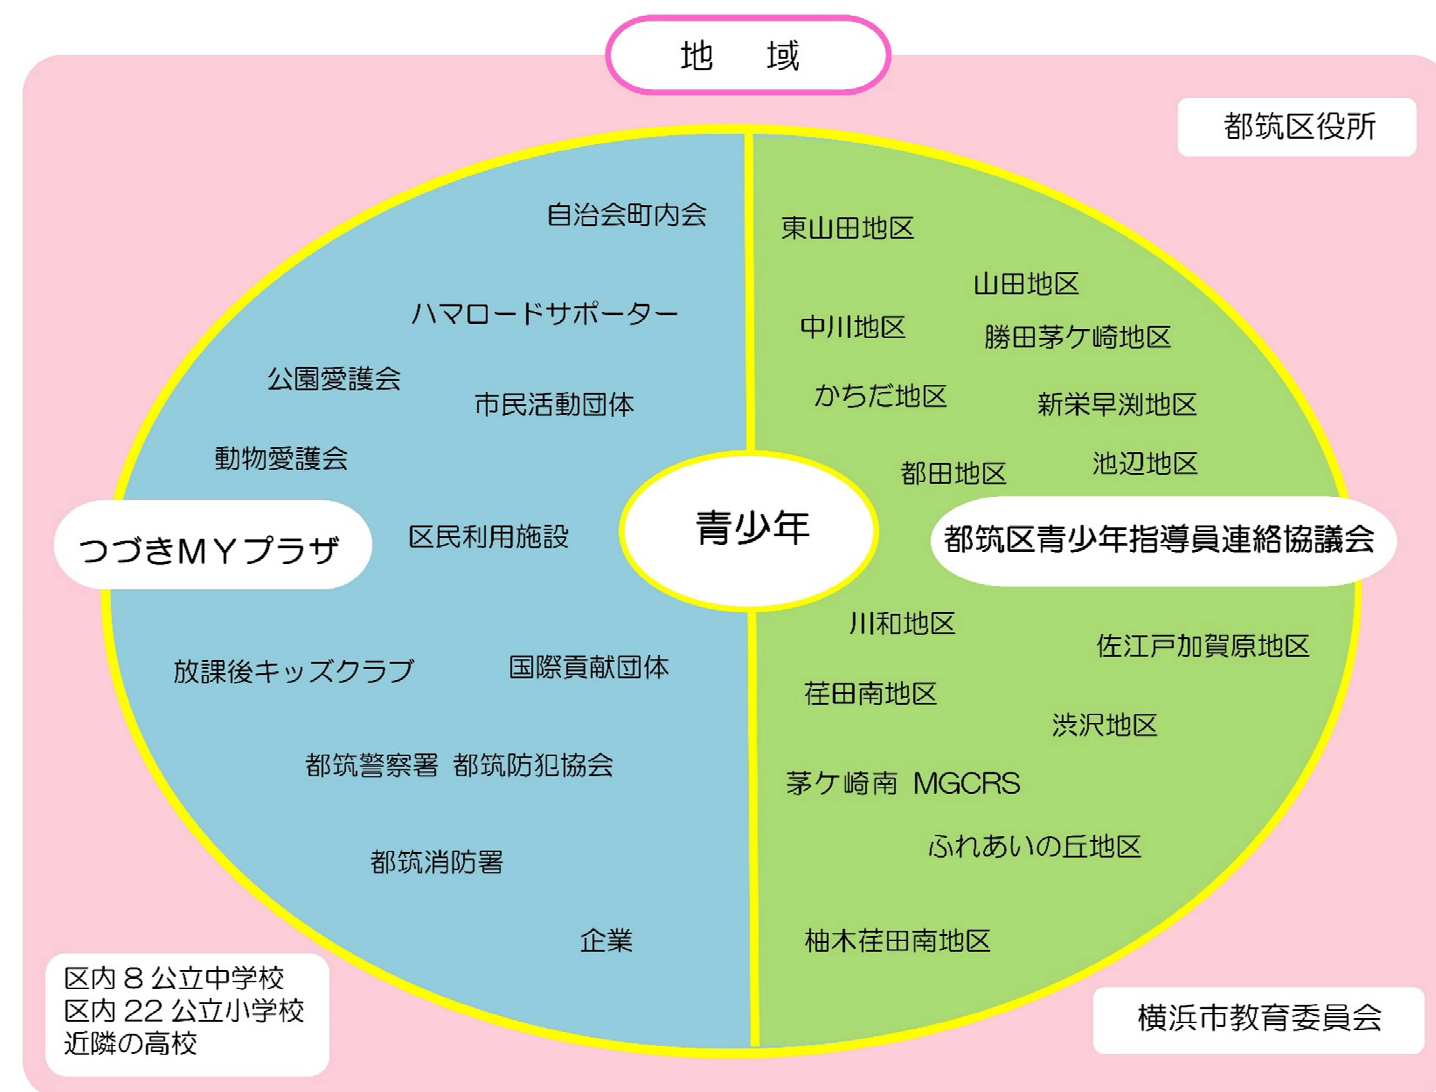 地 域
都筑区役所
自治会町内会
ハマロードサポーター
公園愛護会
市民活動団体
動物愛護会
つづきMYプラザ
区民利用施設
放課後キッズクラブ
国際貢献団体
都筑警察署 都筑防犯協会
都筑消防署
企業
青少年
東山田地区
山田地区
中川地区
勝田茅ケ崎地区
かちだ地区
新栄早渕地区
都田地区
池辺地区
都筑区青少年指導員連絡協議会
川和地区
佐江戸加賀原地区
荏田南地区
渋沢地区
茅ケ崎南 MGCRS
ふれあいの丘地区
柚木荏田南地区
区内8公立中学校
区内22公立小学校
近隣の高校
横浜市教育委員会